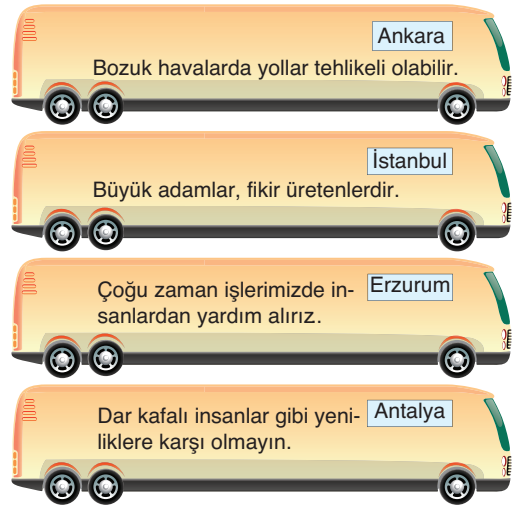 Ankara
Bozuk havalarda yollar tehlikeli olabilir.
İstanbul
Büyük adamlar, fikir üretenlerdir.
Erzurum
Çoğu zaman işlerimizde in-
sanlardan yardım alırız.
Antalya
Dar kafalı insanlar gibi yeni-
liklere karşı olmayın.